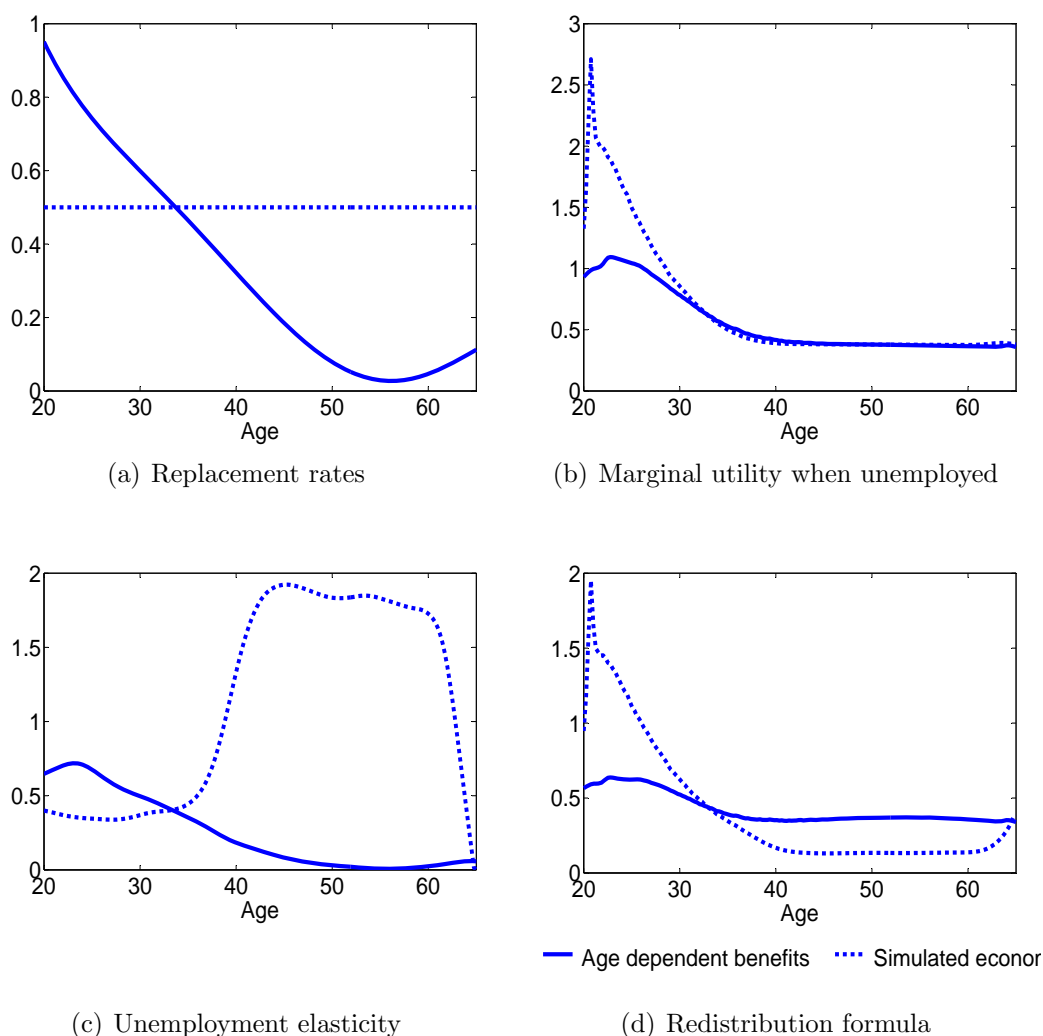 1
0.8
0.6
0.4
0.2
0
20 30 40 50 60
Age
(a) Replacement rates
3
2.5
2
1.5
1
0.5
0
20 30 40 50 60
Age
(b) Marginal utility when unemployed
2
1.5
1
0.5
0
20 30 40 50 60
Age
(c) Unemployment elasticity
2
1.5
1
0.5
0
20 30 40 50 60
Age
Age dependent benefits Simulated econor
(d) Redistribution formula